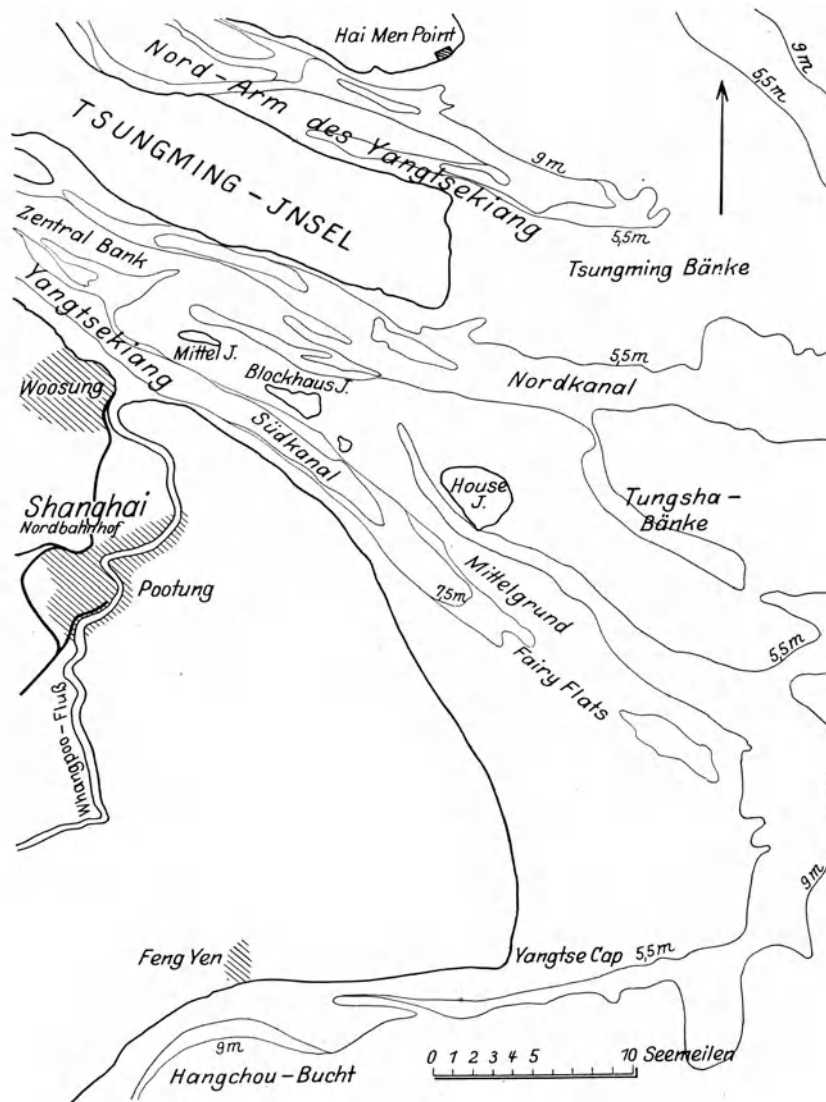 Hai Men Point
9m
5,5m
Nord-Arm des Yangtsekiang
9m
TSUNGMING-JNSEL
5,5m
Tsungming Bänke
Zentral Bank
Yangtsekiang
Mittel J.
5,5m
Nordkanal
Blockhaus J.
Woosung
Südkanal
House
J.
Tungsha-
Bänke
Shanghai
Nordbahnhof
Pootung
7,5m
Mittelgrund
5,5m
Fairy Flats
Whangpoo-Fluß
9m
Feng Yen
Yangtse Cap
5,5m
9m
Hangchou-Bucht
0 1 2 3 4 5 10 Seemeilen